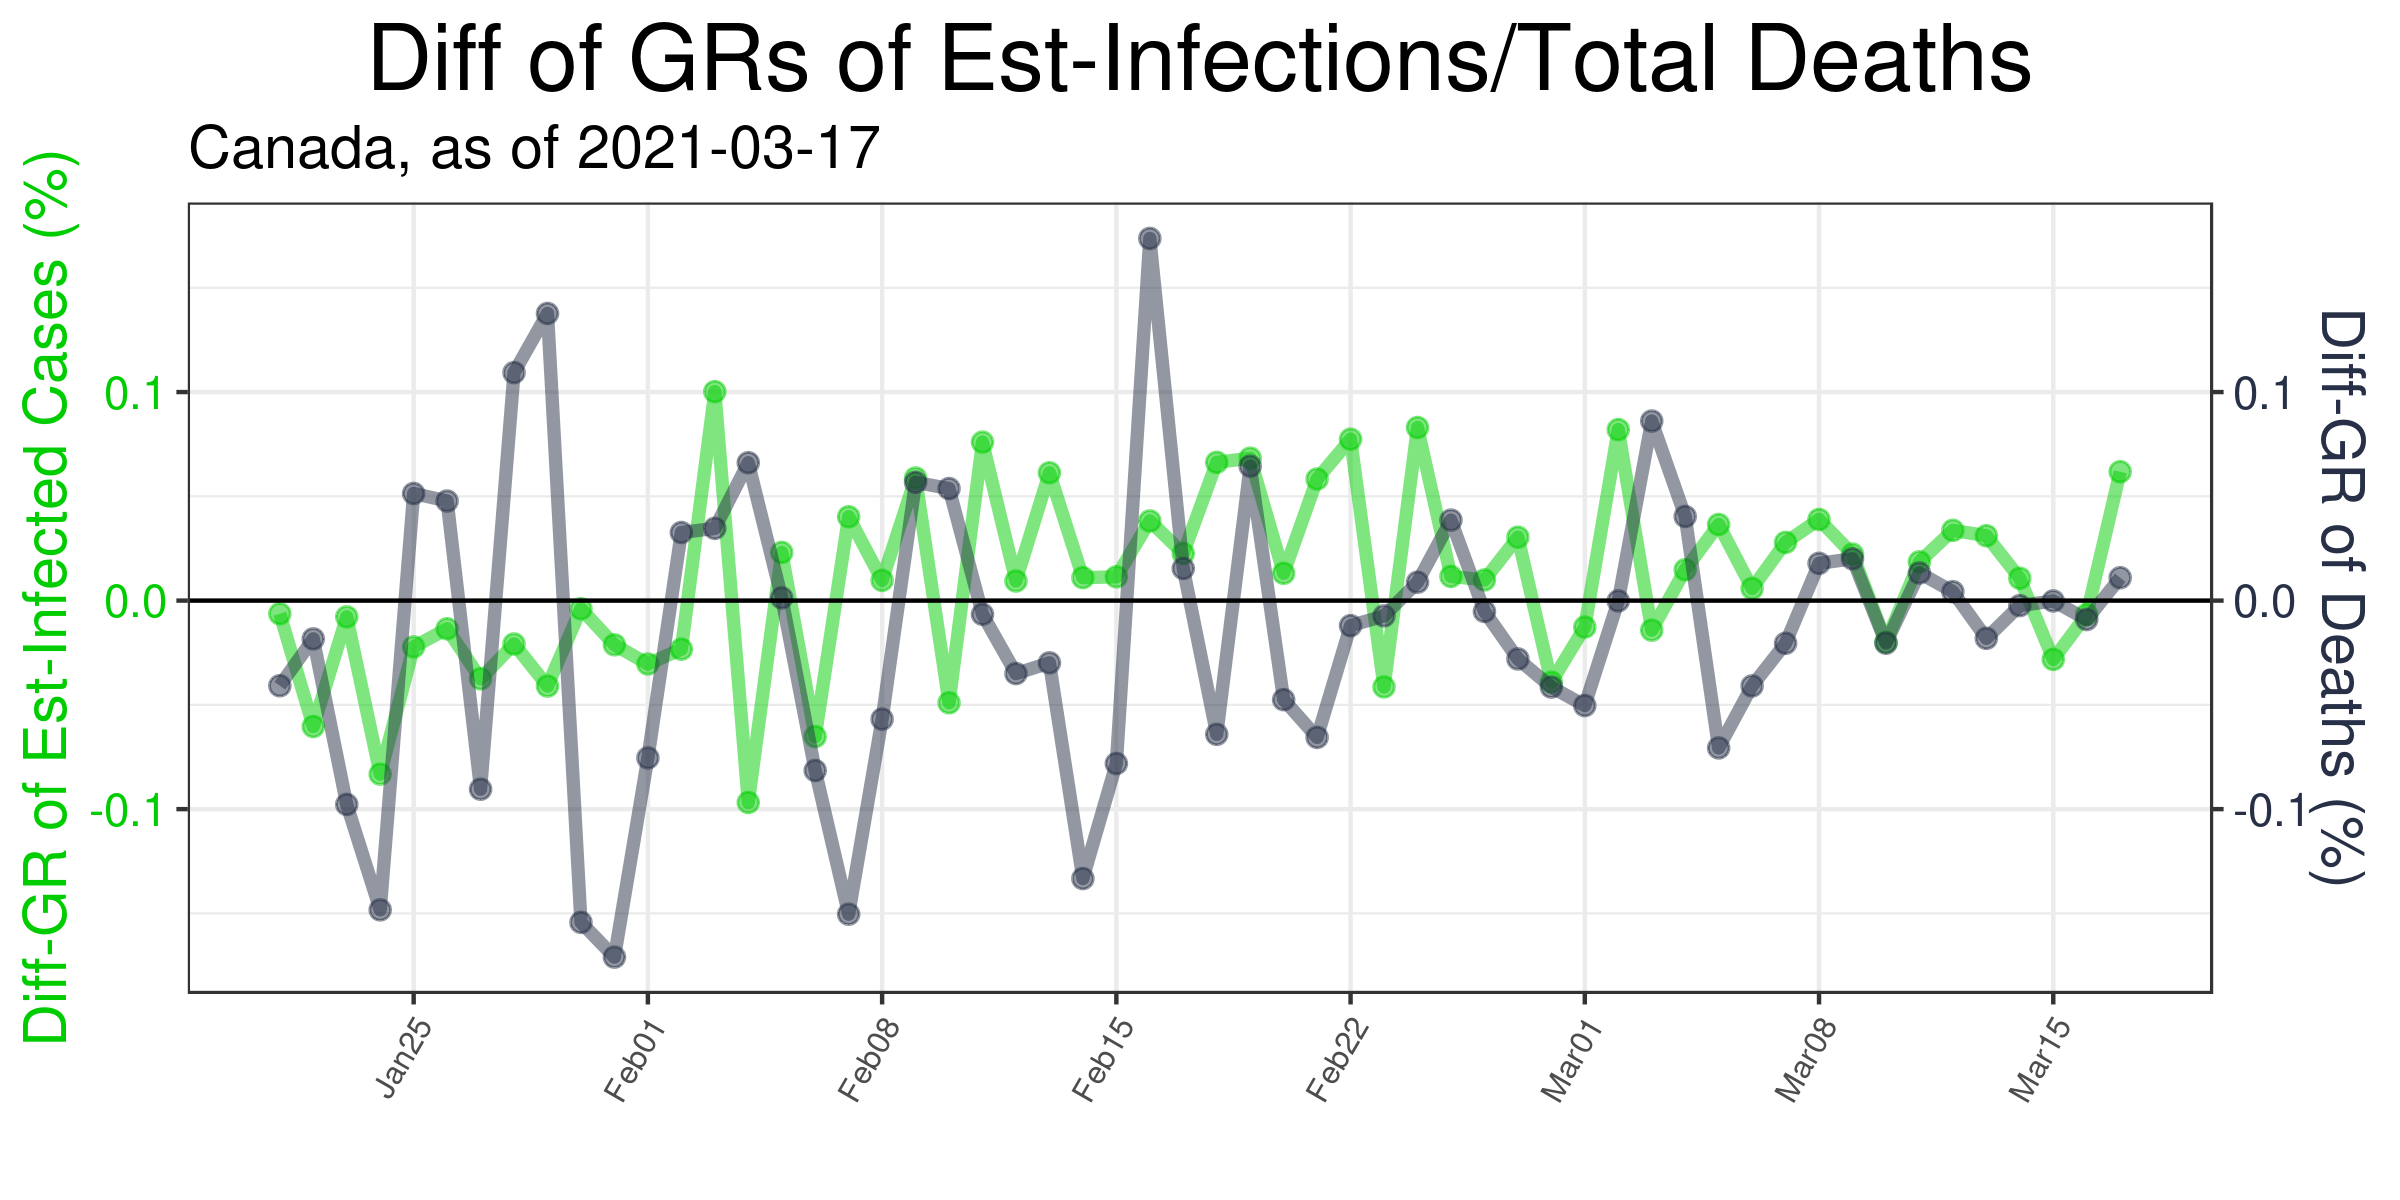 Diff of GRs of Est-Infections/Total Deaths
Canada, as of 2021-03-17
Diff-GR of Est-Infected Cases (%)
0.1
0.0
-0.1
0.1
0.0
-0.1
Diff-GR of Deaths (%)
Jan25
Feb01
Feb08
Feb15
Feb22
Mar01
Mar08
Mar15